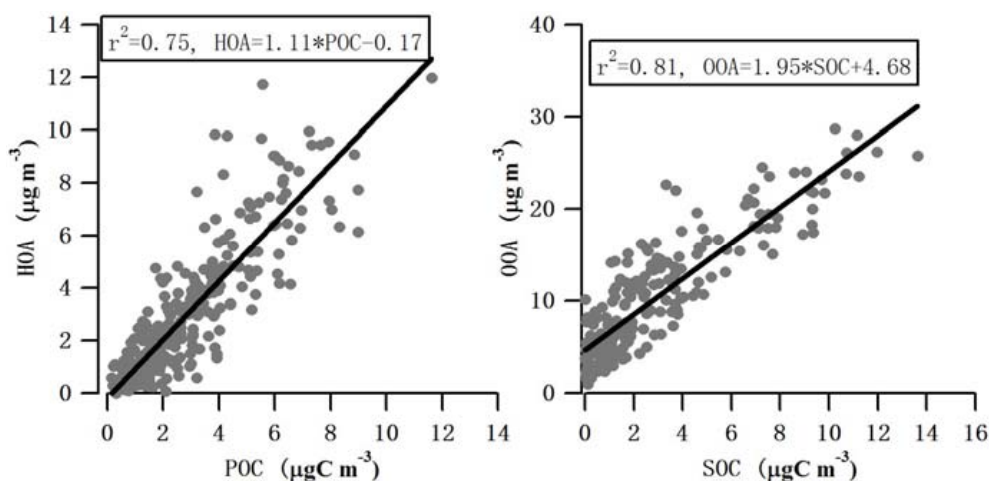 r²=0.75, HOA=1.11*POC-0.17
HOA (μg m⁻³)
14
12
10
8
6
4
2
0
0 2 4 6 8 10 12 14
POC (μgC m⁻³)
r²=0.81, OOA=1.95*SOC+4.68
OOA (μg m⁻³)
40
30
20
10
0
0 2 4 6 8 10 12 14 16
SOC (μgC m⁻³)